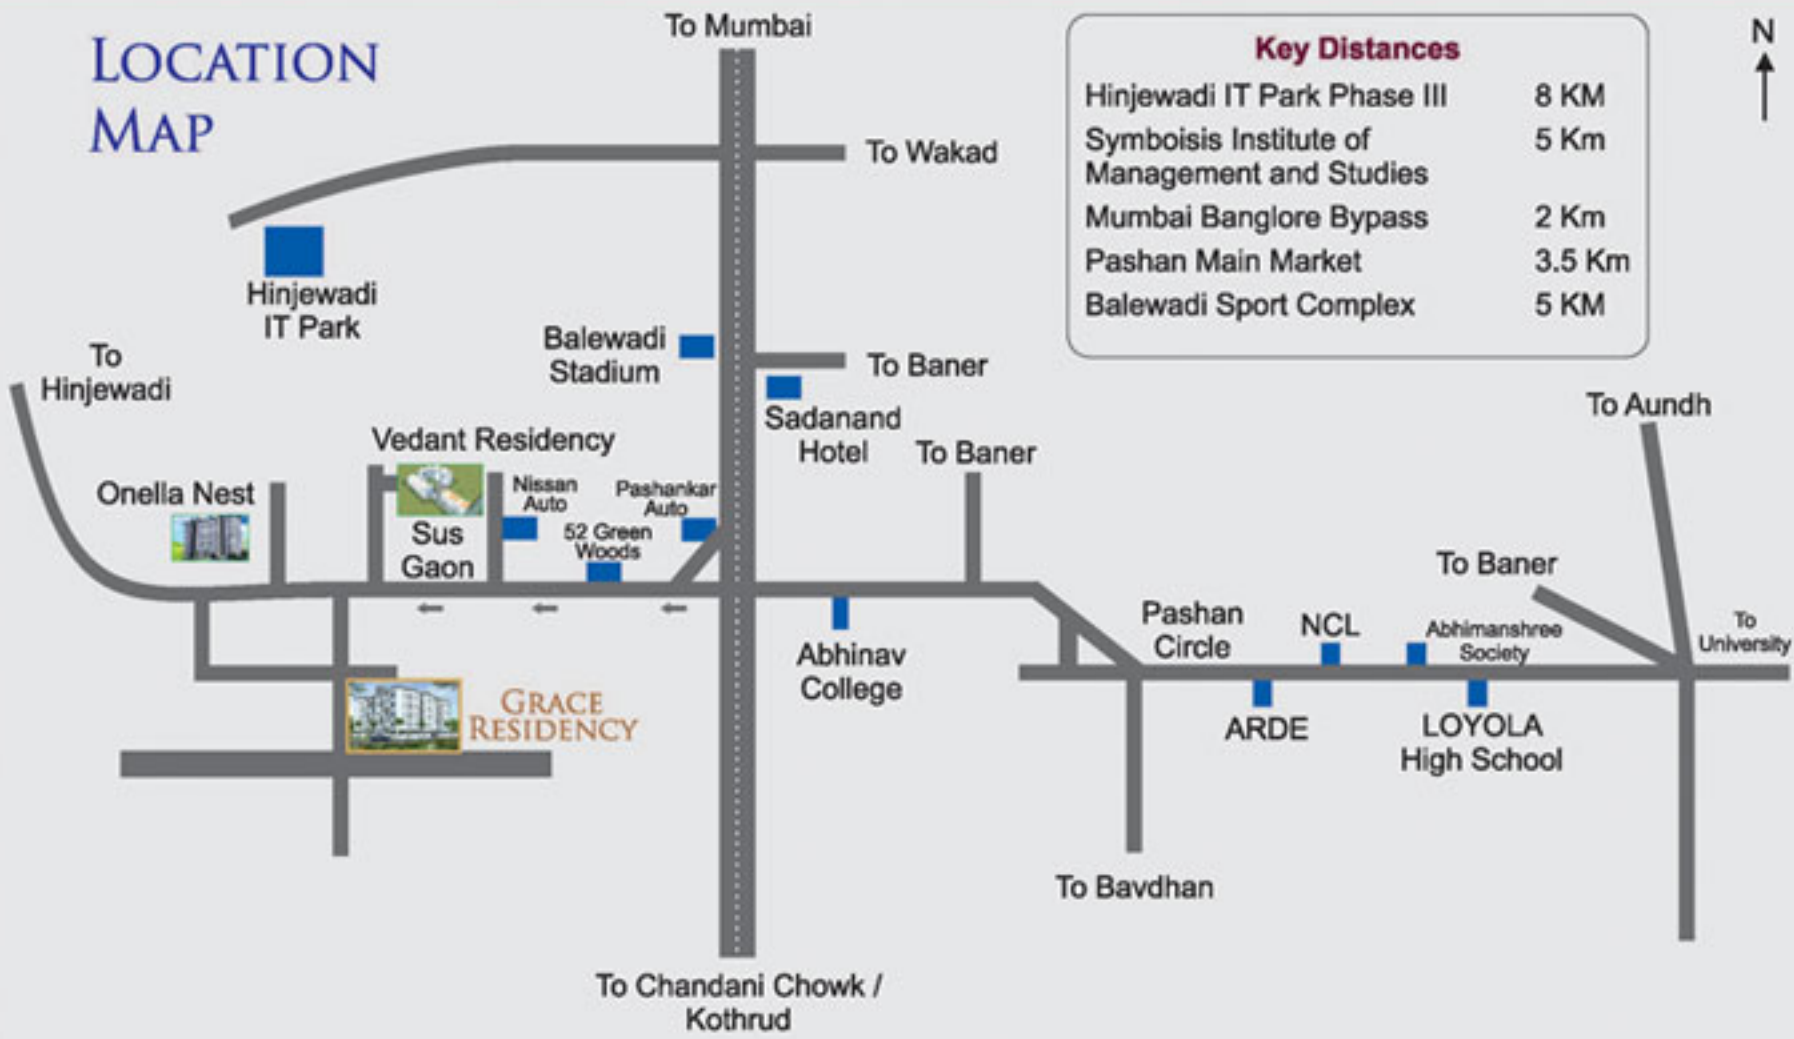 LOCATION
MAP
To Mumbai
N
Key Distances
Hinjewadi IT Park Phase III 8 KM
Symboisis Institute of 5 Km
Management and Studies
Mumbai Banglore Bypass 2 Km
Pashan Main Market 3.5 Km
Balewadi Sport Complex 5 KM
To Wakad
Hinjewadi
IT Park
To
Hinjewadi
Balewadi
Stadium
To Baner
Sadanand
Hotel
To Baner
To Aundh
Vedant Residency
Onella Nest
Sus
Gaon
Nissan
Auto
52 Green
Woods
Pashankar
Auto
Abhinav
College
Pashan
Circle
NCL
Abhimanshree
Society
To Baner
To
University
ARDE
LOYOLA
High School
GRACE
RESIDENCY
To Bavdhan
To Chandani Chowk /
Kothrud